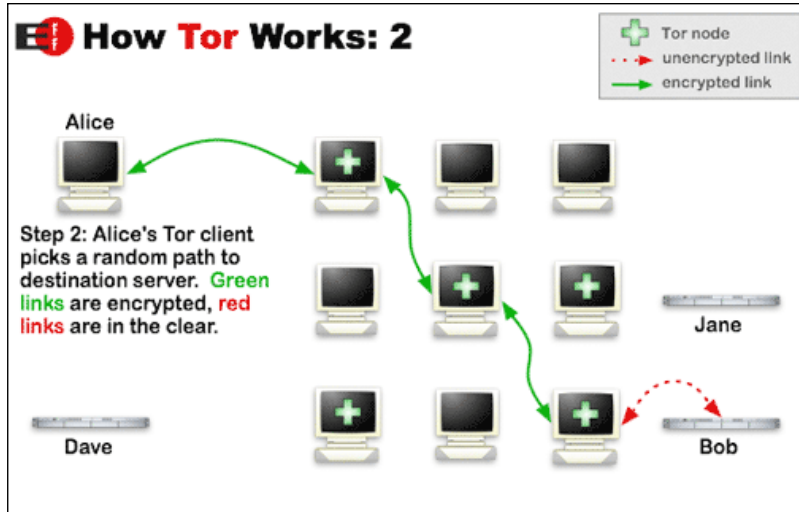 E How Tor Works: 2
Tor node
unencrypted link
encrypted link
Alice
Step 2: Alice's Tor client
picks a random path to
destination server. Green
links are encrypted, red
links are in the clear.
Jane
Dave
Bob